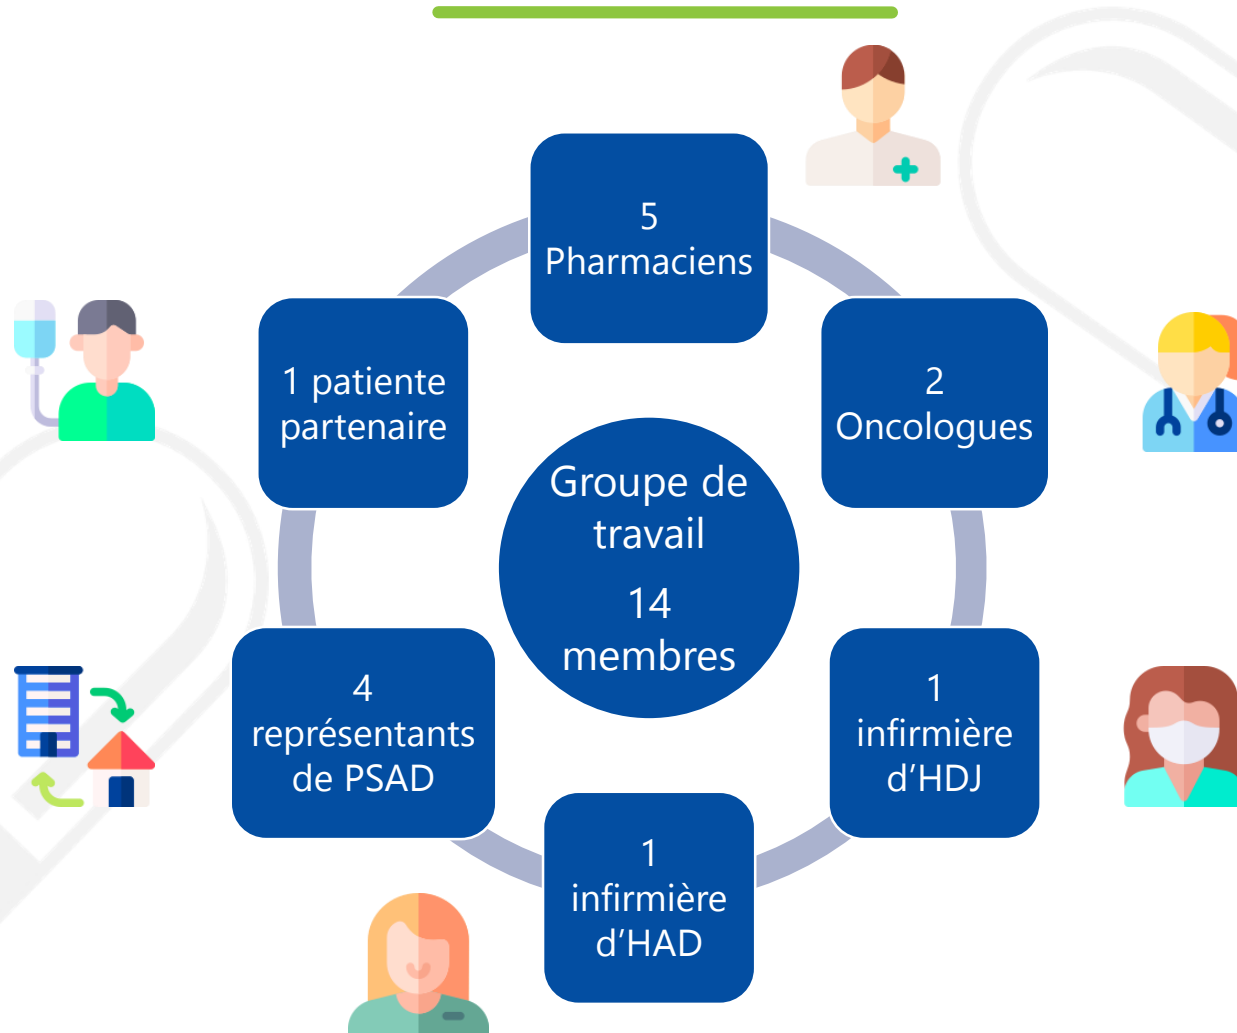 5
Pharmaciens
1 patiente
partenaire
2
Oncologues
Groupe de
travail
14
membres
4
représentants
de PSAD
1
infirmière
d’HDJ
1
infirmière
d’HAD